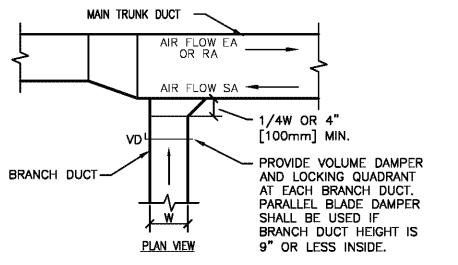 MAIN TRUNK DUCT
AIR FLOW EA
OR RA
AIR FLOW SA
1/4W OR 4"
[100mm] MIN.
VD
BRANCH DUCT
PROVIDE VOLUME DAMPER
AND LOCKING QUADRANT
AT EACH BRANCH DUCT.
PARALLEL BLADE DAMPER
SHALL BE USED IF
BRANCH DUCT HEIGHT IS
9" OR LESS INSIDE.
W
PLAN VIEW